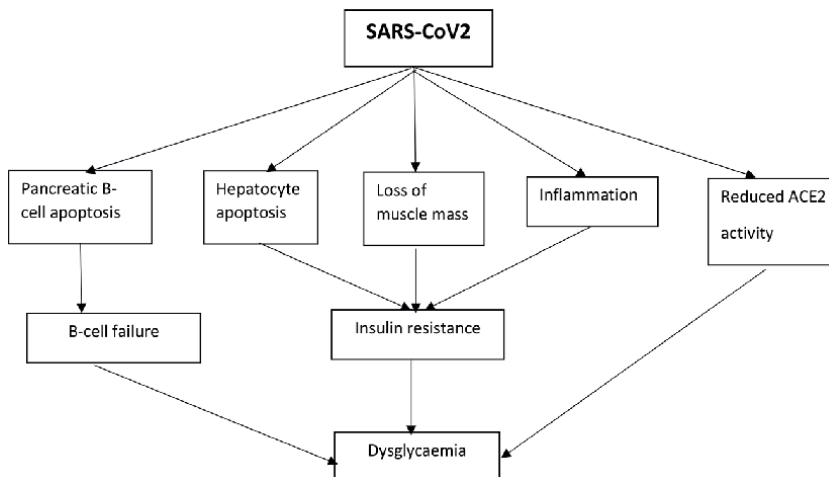 SARS-CoV2
Pancreatic B-
cell apoptosis
Hepatocyte
apoptosis
Loss of
muscle mass
Inflammation
Reduced ACE2
activity
B-cell failure
Insulin resistance
Dysglycaemia